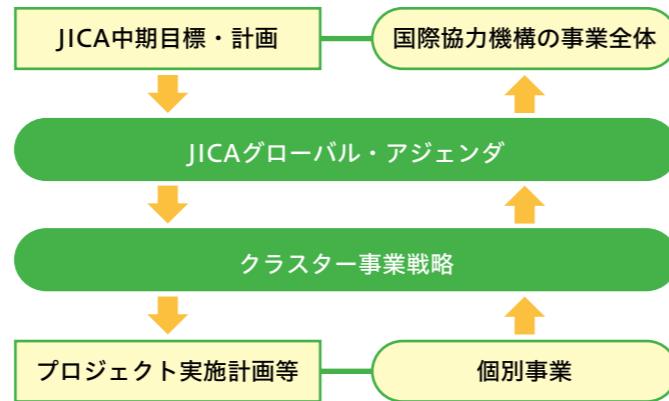 JICA中期目標・計画
国際協力機構の事業全体
JICAグローバル・アジェンダ
クラスター事業戦略
プロジェクト実施計画等
個別事業